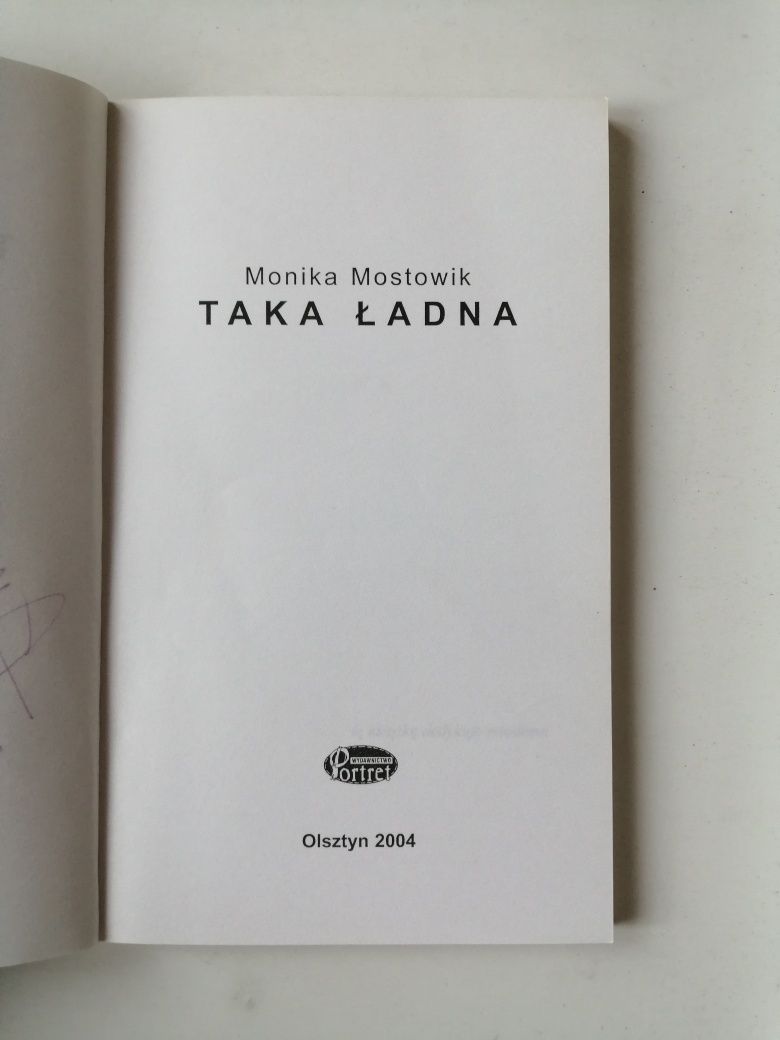 Monika Mostowik
TAKA ŁADNA
WYDAWNICTWO
Portret
Olsztyn 2004